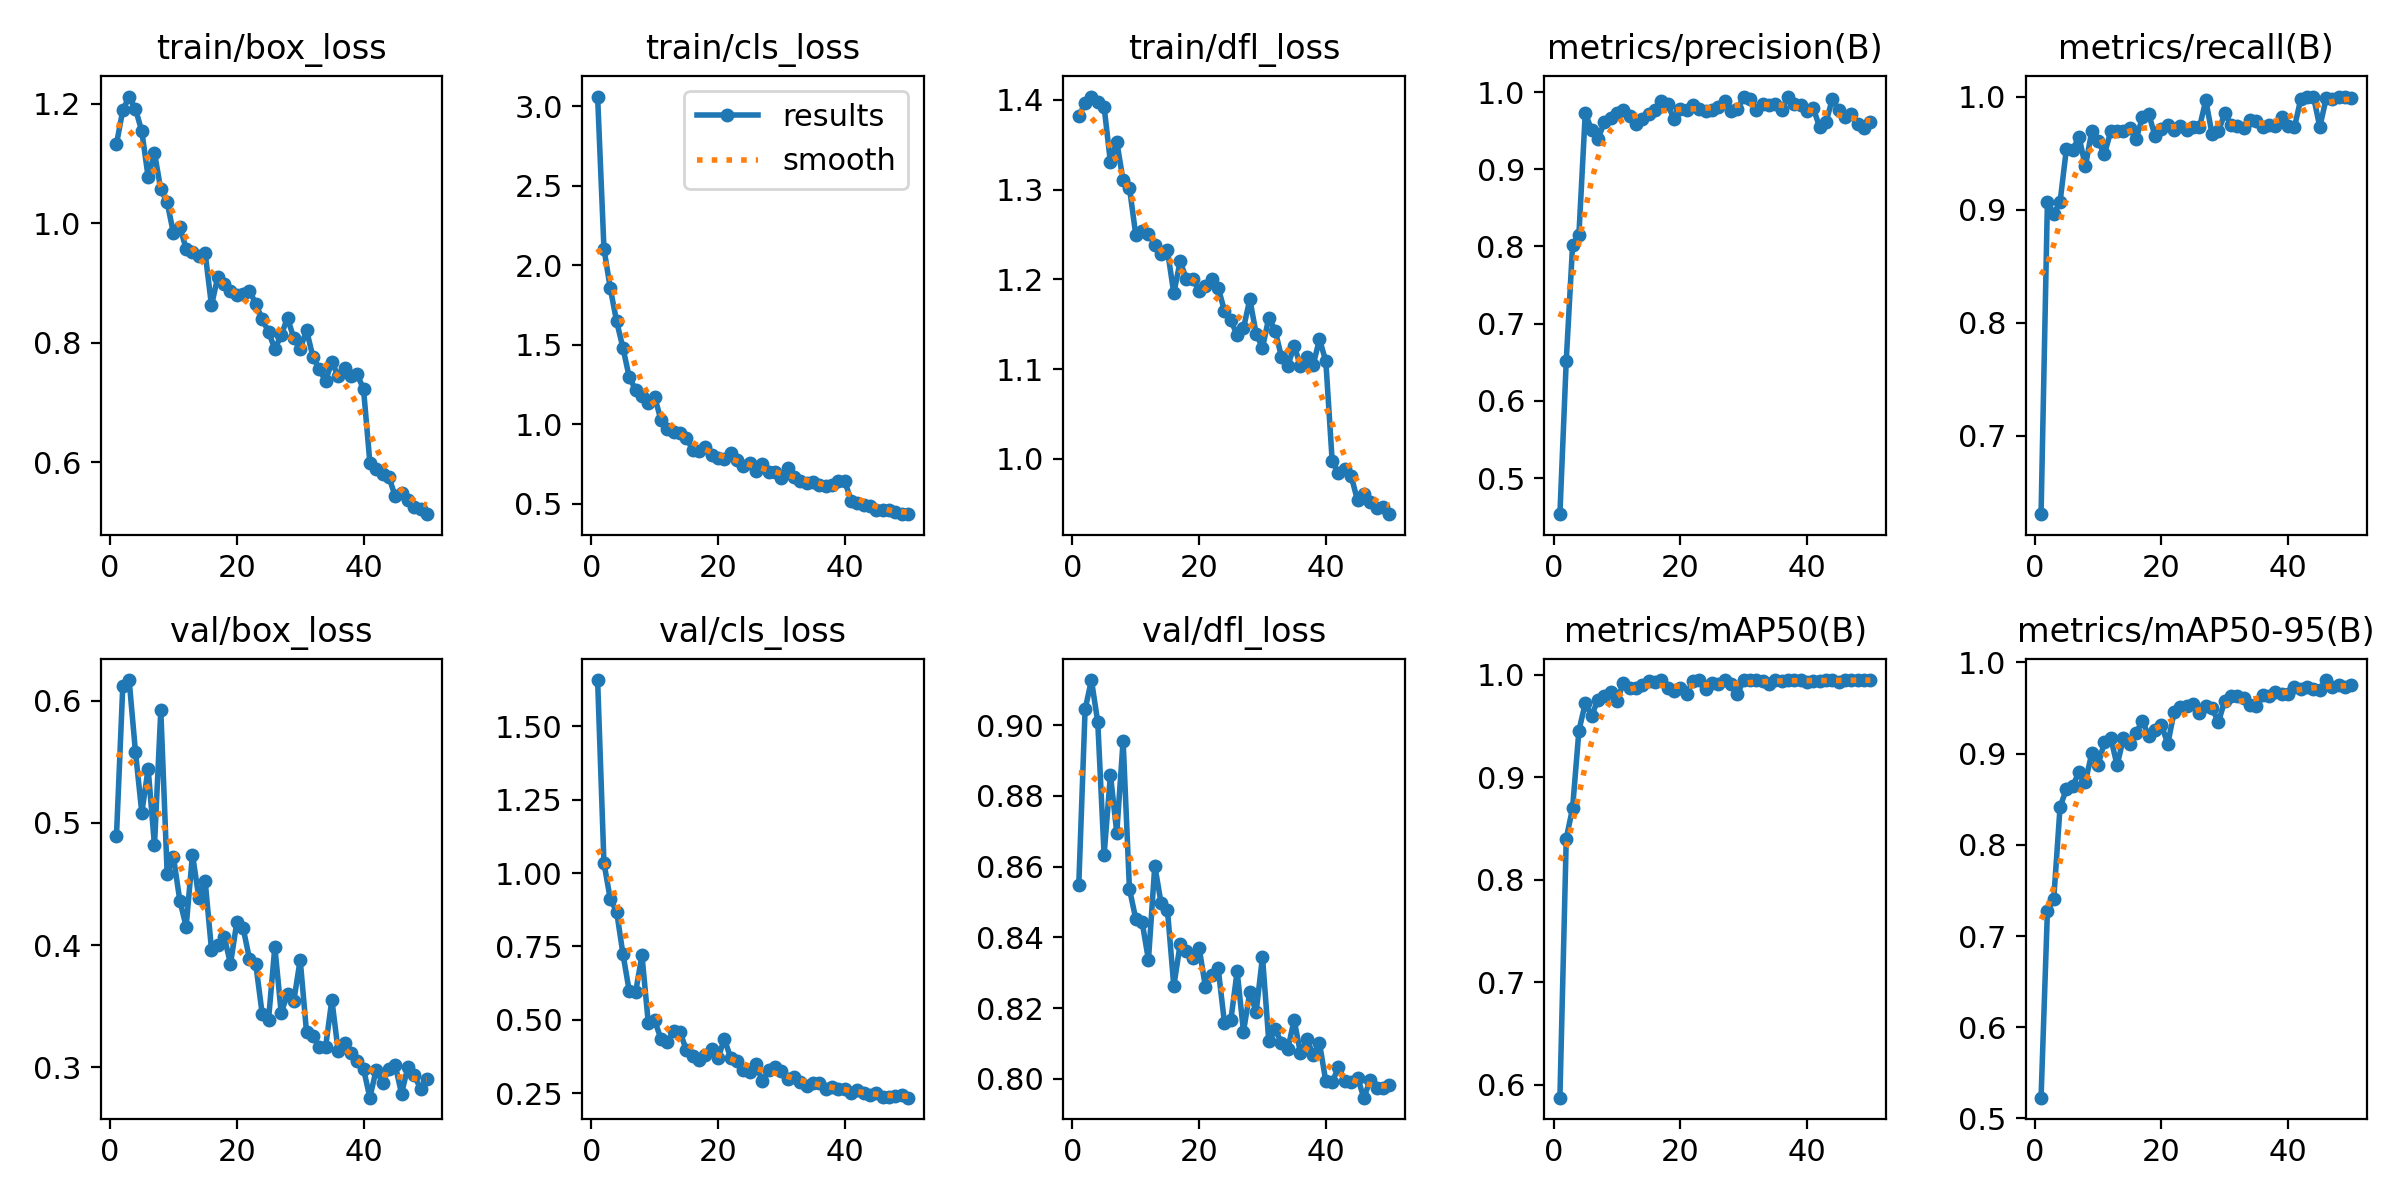 train/box_loss
1.2
1.0
0.8
0.6
0 20 40
train/cls_loss
results
smooth
3.0
2.5
2.0
1.5
1.0
0.5
0 20 40
train/dfl_loss
1.4
1.3
1.2
1.1
1.0
0 20 40
metrics/precision(B)
1.0
0.9
0.8
0.7
0.6
0.5
0 20 40
metrics/recall(B)
1.0
0.9
0.8
0.7
0 20 40
val/box_loss
0.6
0.5
0.4
0.3
0 20 40
val/cls_loss
1.50
1.25
1.00
0.75
0.50
0.25
0 20 40
val/dfl_loss
0.90
0.88
0.86
0.84
0.82
0.80
0 20 40
metrics/mAP50(B)
1.0
0.9
0.8
0.7
0.6
0 20 40
metrics/mAP50-95(B)
1.0
0.9
0.8
0.7
0.6
0.5
0 20 40